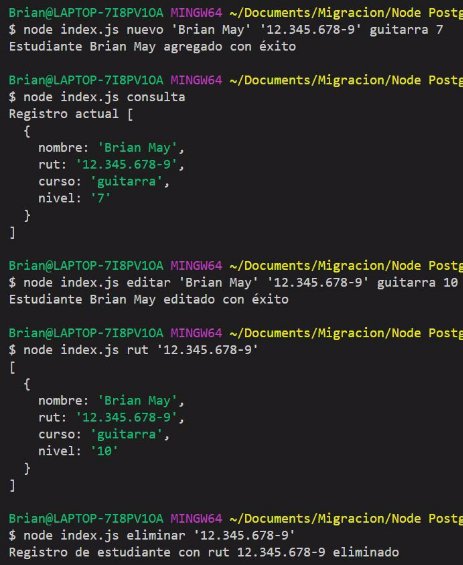 Brian@LAPTOP-7I8PV1OA MINGW64 ~/Documents/Migracion/Node Postg
$ node index.js nuevo 'Brian May' '12.345.678-9' guitarra 7
Estudiante Brian May agregado con éxito
Brian@LAPTOP-7I8PV1OA MINGW64 ~/Documents/Migracion/Node Postg
$ node index.js consulta
Registro actual [
  {
    nombre: 'Brian May',
    rut: '12.345.678-9',
    curso: 'guitarra',
    nivel: '7'
  }
]
Brian@LAPTOP-7I8PV1OA MINGW64 ~/Documents/Migracion/Node Postg
$ node index.js editar 'Brian May' '12.345.678-9' guitarra 10
Estudiante Brian May editado con éxito
Brian@LAPTOP-7I8PV1OA MINGW64 ~/Documents/Migracion/Node Postg
$ node index.js rut '12.345.678-9'
[
  {
    nombre: 'Brian May',
    rut: '12.345.678-9',
    curso: 'guitarra',
    nivel: '10'
  }
]
Brian@LAPTOP-7I8PV1OA MINGW64 ~/Documents/Migracion/Node Postg
$ node index.js eliminar '12.345.678-9'
Registro de estudiante con rut 12.345.678-9 eliminado